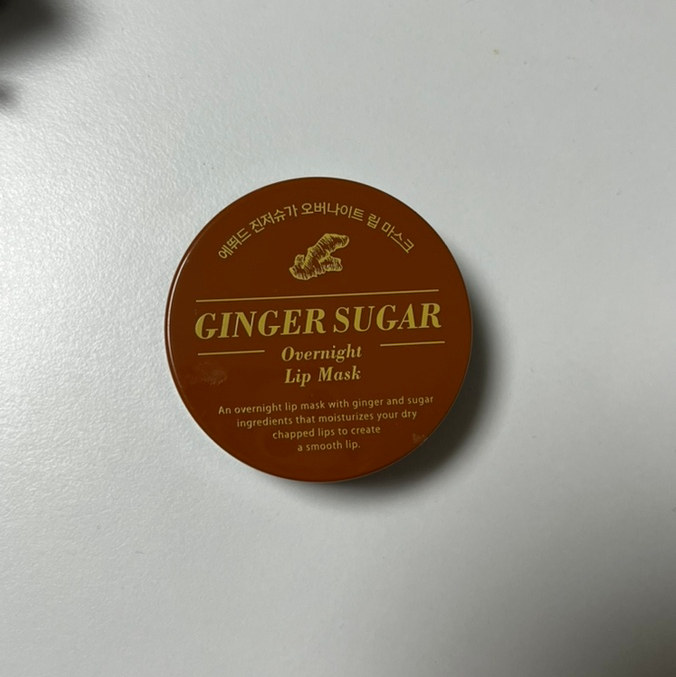 에뛰드 진저슈가 오버나이트 립 마스크
GINGER SUGAR
Overnight
Lip Mask
An overnight lip mask with ginger and sugar
ingredients that moisturizes your dry
chapped lips to create
a smooth lip.